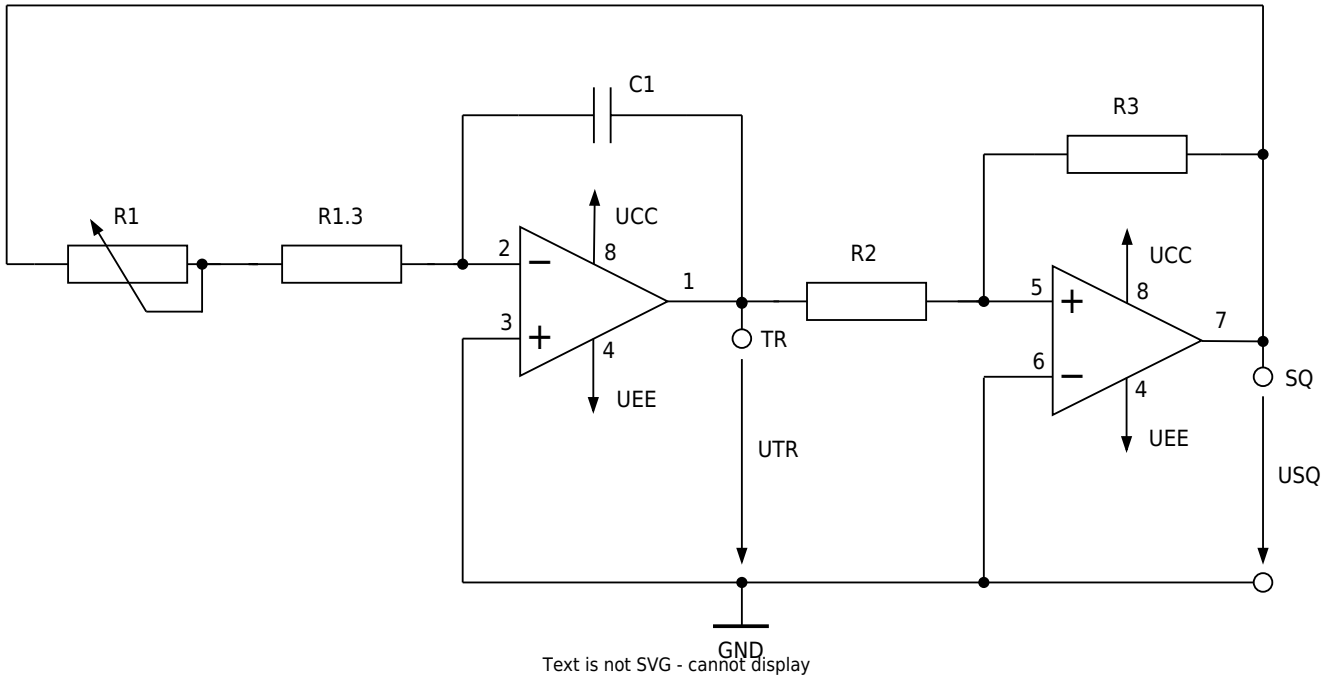 C1
R3
R1
R1.3
UCC
2
−
8
R2
UCC
1
5
+
8
3
+
4
TR
7
6
−
4
SQ
UEE
UEE
UTR
USQ
GND
Text is not SVG - cannot display